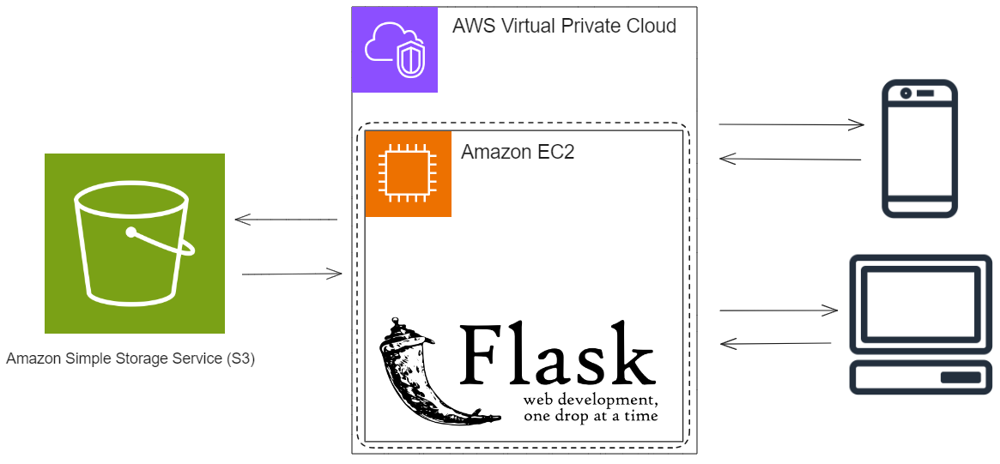 AWS Virtual Private Cloud
Amazon EC2
Amazon Simple Storage Service (S3)
Flask
web development,
one drop at a time